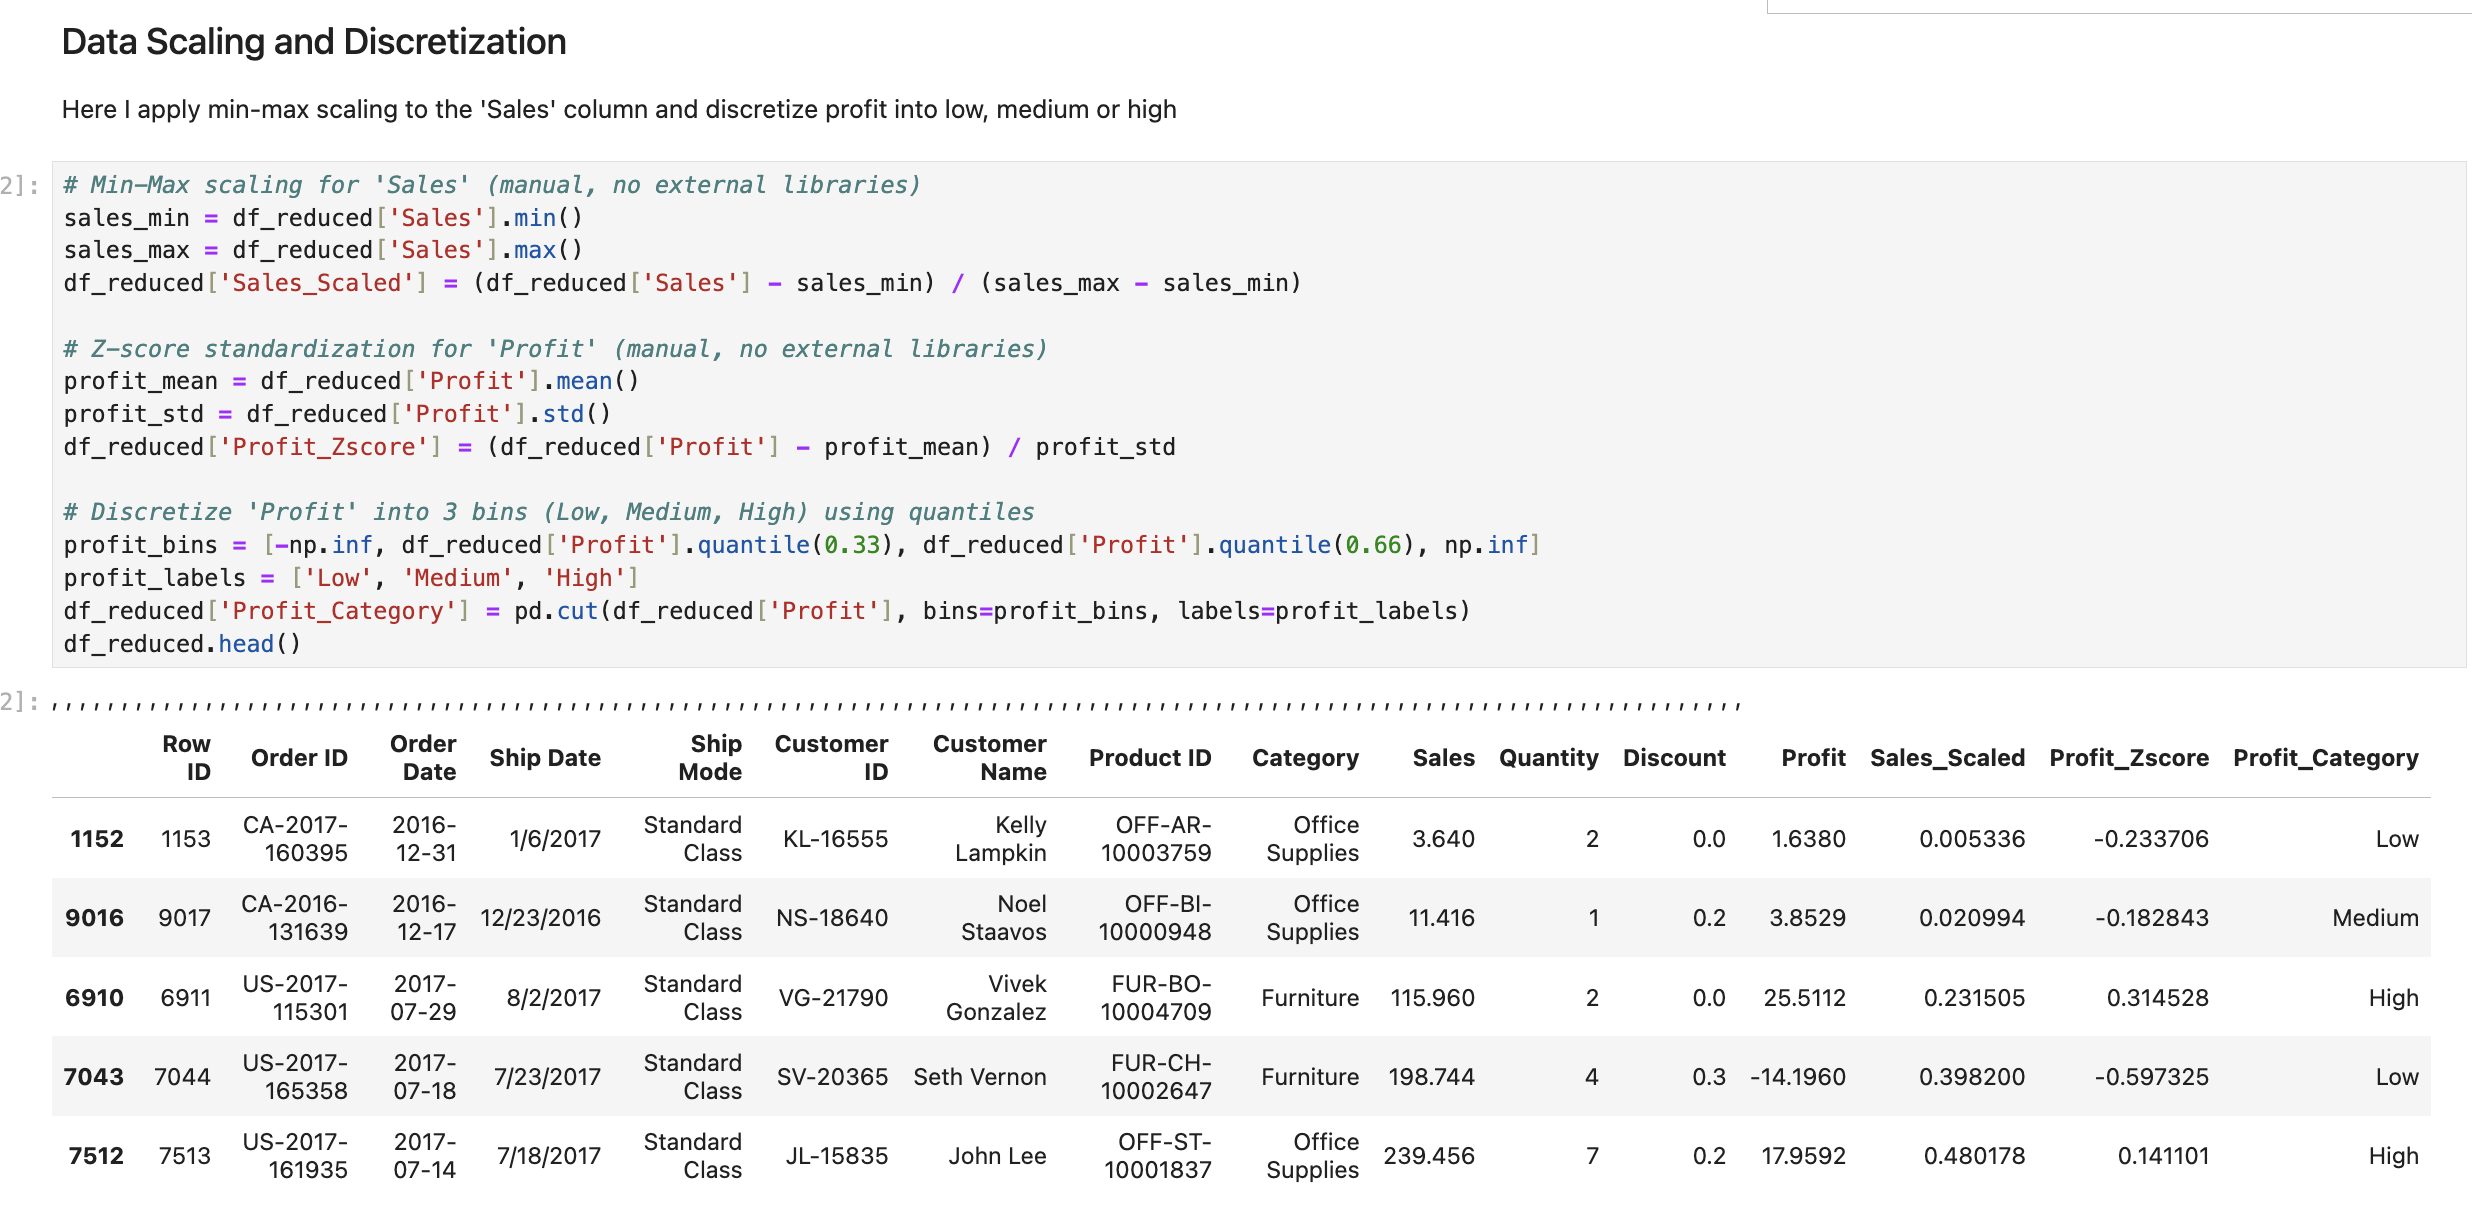 Data Scaling and Discretization
Here I apply min-max scaling to the 'Sales' column and discretize profit into low, medium or high
2]:
# Min-Max scaling for 'Sales' (manual, no external libraries)
sales_min = df_reduced['Sales'].min()
sales_max = df_reduced['Sales'].max()
df_reduced['Sales_Scaled'] = (df_reduced['Sales'] - sales_min) / (sales_max - sales_min)
# Z-score standardization for 'Profit' (manual, no external libraries)
profit_mean = df_reduced['Profit'].mean()
profit_std = df_reduced['Profit'].std()
df_reduced['Profit_Zscore'] = (df_reduced['Profit'] - profit_mean) / profit_std
# Discretize 'Profit' into 3 bins (Low, Medium, High) using quantiles
profit_bins = [-np.inf, df_reduced['Profit'].quantile(0.33), df_reduced['Profit'].quantile(0.66), np.inf]
profit_labels = ['Low', 'Medium', 'High']
df_reduced['Profit_Category'] = pd.cut(df_reduced['Profit'], bins=profit_bins, labels=profit_labels)
df_reduced.head()
2]: ,,,,,,,,,,,,,,,,,,,,,,,,,,,,,,,,,,,,,,,,,,,,,,,,,,,,,,,,,,,,,,,,,,,,,,,,,,,,,,,,,,,,,,,,,,,,,,,,,,,,,,,,,,,,,,,,,,,,,,,,,
Row ID Order ID Order Date Ship Date Ship Mode Customer ID Customer Name Product ID Category Sales Quantity Discount Profit Sales_Scaled Profit_Zscore Profit_Category
1152 1153 CA-2017-160395 2016-12-31 1/6/2017 Standard Class KL-16555 Kelly Lampkin OFF-AR-10003759 Office Supplies 3.640 2 0.0 1.6380 0.005336 -0.233706 Low
9016 9017 CA-2016-131639 2016-12-17 12/23/2016 Standard Class NS-18640 Noel Staavos OFF-BI-10000948 Office Supplies 11.416 1 0.2 3.8529 0.020994 -0.182843 Medium
6910 6911 US-2017-115301 2017-07-29 8/2/2017 Standard Class VG-21790 Vivek Gonzalez FUR-BO-10004709 Furniture 115.960 2 0.0 25.5112 0.231505 0.314528 High
7043 7044 US-2017-165358 2017-07-18 7/23/2017 Standard Class SV-20365 Seth Vernon FUR-CH-10002647 Furniture 198.744 4 0.3 -14.1960 0.398200 -0.597325 Low
7512 7513 US-2017-161935 2017-07-14 7/18/2017 Standard Class JL-15835 John Lee OFF-ST-10001837 Office Supplies 239.456 7 0.2 17.9592 0.480178 0.141101 High